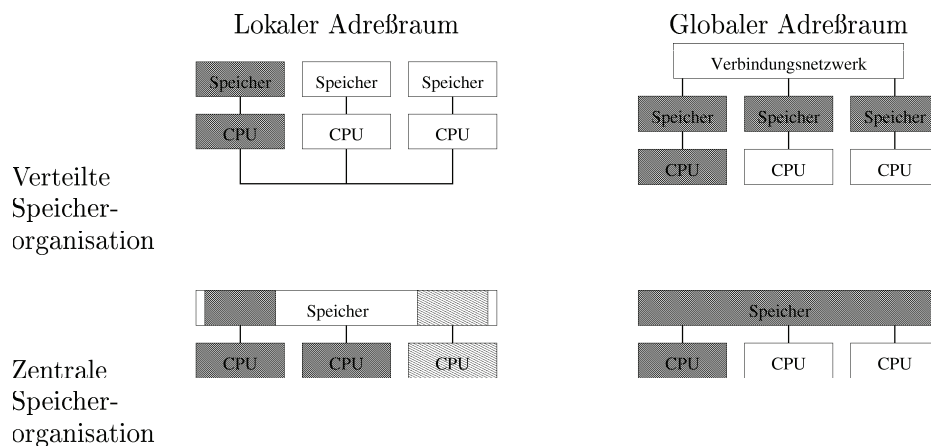 Lokaler Adreßraum
Globaler Adreßraum
Verbindungsnetzwerk
Speicher Speicher Speicher
Speicher Speicher Speicher
CPU CPU CPU
CPU CPU CPU
Verteilte
Speicher-
organisation
Speicher
Speicher
CPU CPU CPU
CPU CPU CPU
Zentrale
Speicher-
organisation